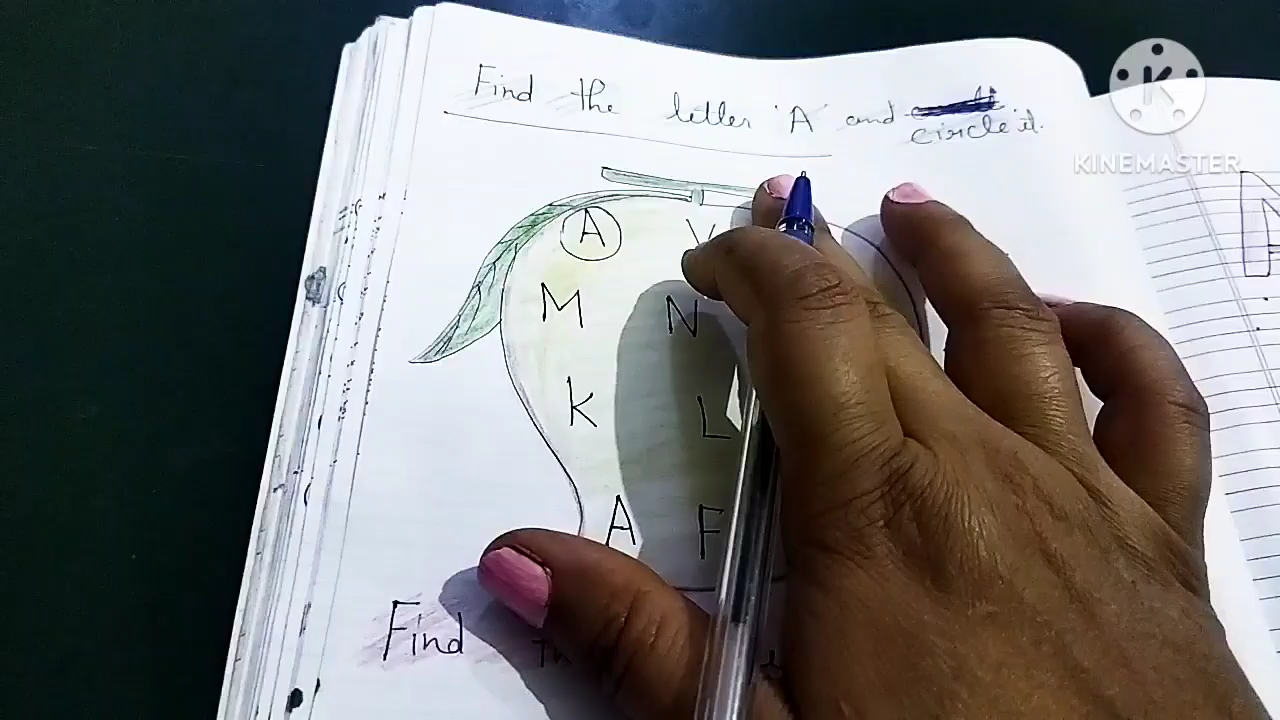 Find the letter 'A' and
circle it.
A
M N
K L
A F
Find
KINEMASTER